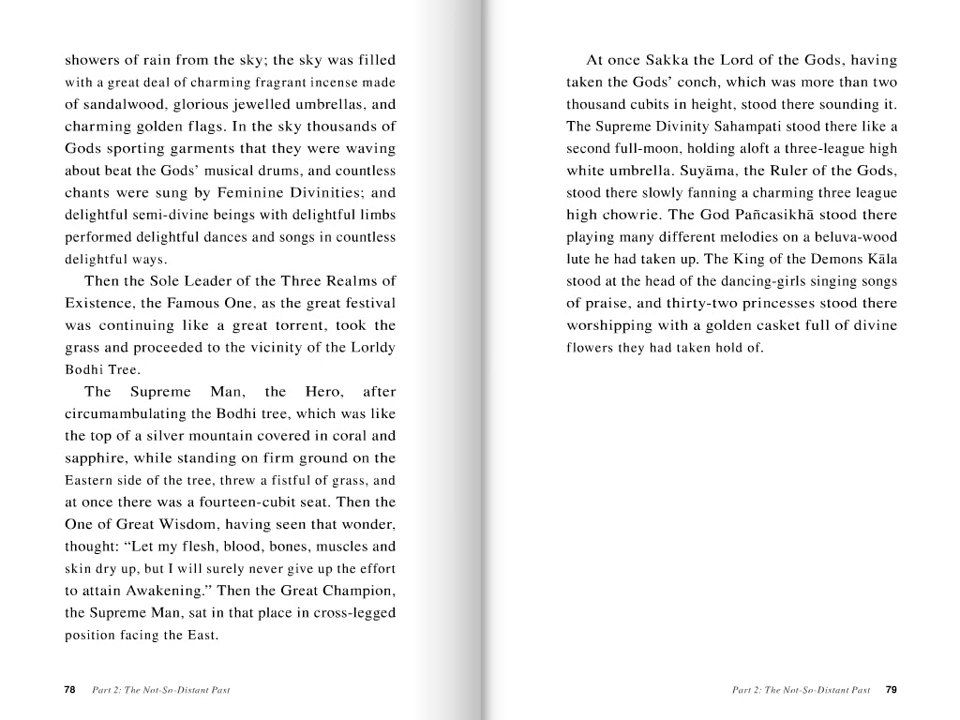 showers of rain from the sky; the sky was filled
with a great deal of charming fragrant incense made
of sandalwood, glorious jewelled umbrellas, and
charming golden flags. In the sky thousands of
Gods sporting garments that they were waving
about beat the Gods’ musical drums, and countless
chants were sung by Feminine Divinities; and
delightful semi-divine beings with delightful limbs
performed delightful dances and songs in countless
delightful ways.
Then the Sole Leader of the Three Realms of
Existence, the Famous One, as the great festival
was continuing like a great torrent, took the
grass and proceeded to the vicinity of the Lorldy
Bodhi Tree.
The Supreme Man, the Hero, after
circumambulating the Bodhi tree, which was like
the top of a silver mountain covered in coral and
sapphire, while standing on firm ground on the
Eastern side of the tree, threw a fistful of grass, and
at once there was a fourteen-cubit seat. Then the
One of Great Wisdom, having seen that wonder,
thought: “Let my flesh, blood, bones, muscles and
skin dry up, but I will surely never give up the effort
to attain Awakening.” Then the Great Champion,
the Supreme Man, sat in that place in cross-legged
position facing the East.
78 Part 2: The Not-So-Distant Past
At once Sakka the Lord of the Gods, having
taken the Gods’ conch, which was more than two
thousand cubits in height, stood there sounding it.
The Supreme Divinity Sahampati stood there like a
second full-moon, holding aloft a three-league high
white umbrella. Suyāma, the Ruler of the Gods,
stood there slowly fanning a charming three league
high chowrie. The God Pañcasikhā stood there
playing many different melodies on a beluva-wood
lute he had taken up. The King of the Demons Kāla
stood at the head of the dancing-girls singing songs
of praise, and thirty-two princesses stood there
worshipping with a golden casket full of divine
flowers they had taken hold of.
Part 2: The Not-So-Distant Past 79